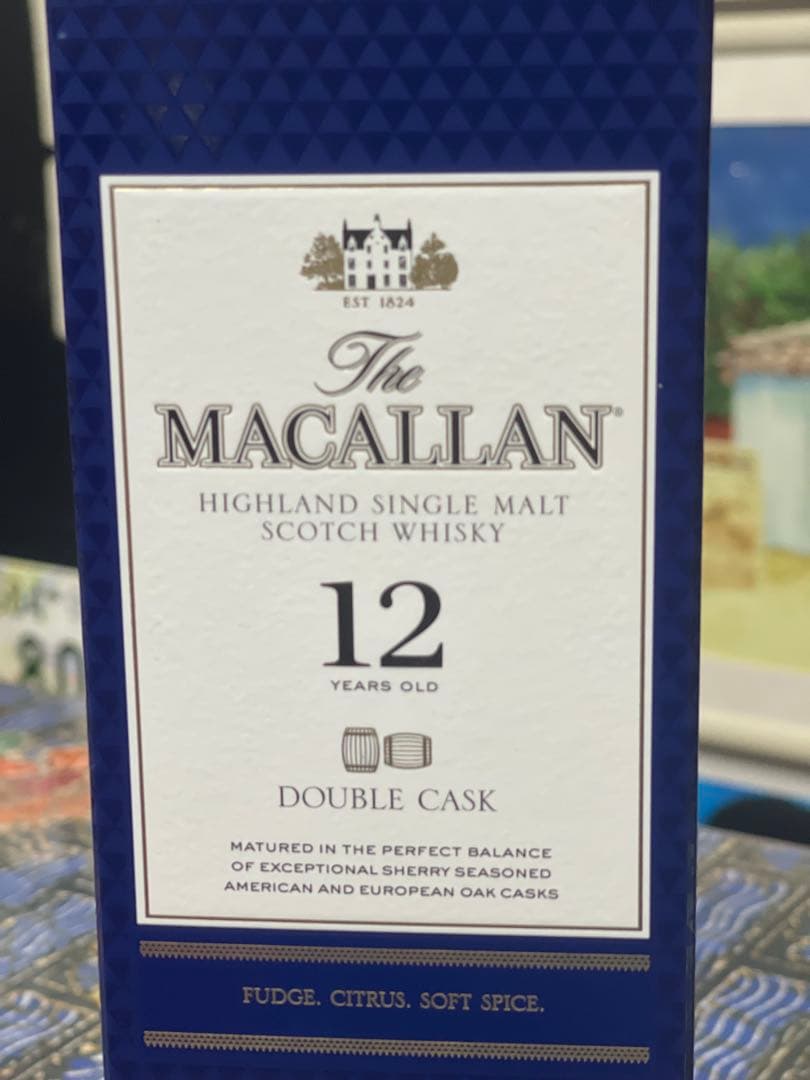 EST 1824
The
MACALLAN®
HIGHLAND SINGLE MALT
SCOTCH WHISKY
12
YEARS OLD
DOUBLE CASK
MATURED IN THE PERFECT BALANCE
OF EXCEPTIONAL SHERRY SEASONED
AMERICAN AND EUROPEAN OAK CASKS
FUDGE. CITRUS. SOFT SPICE.